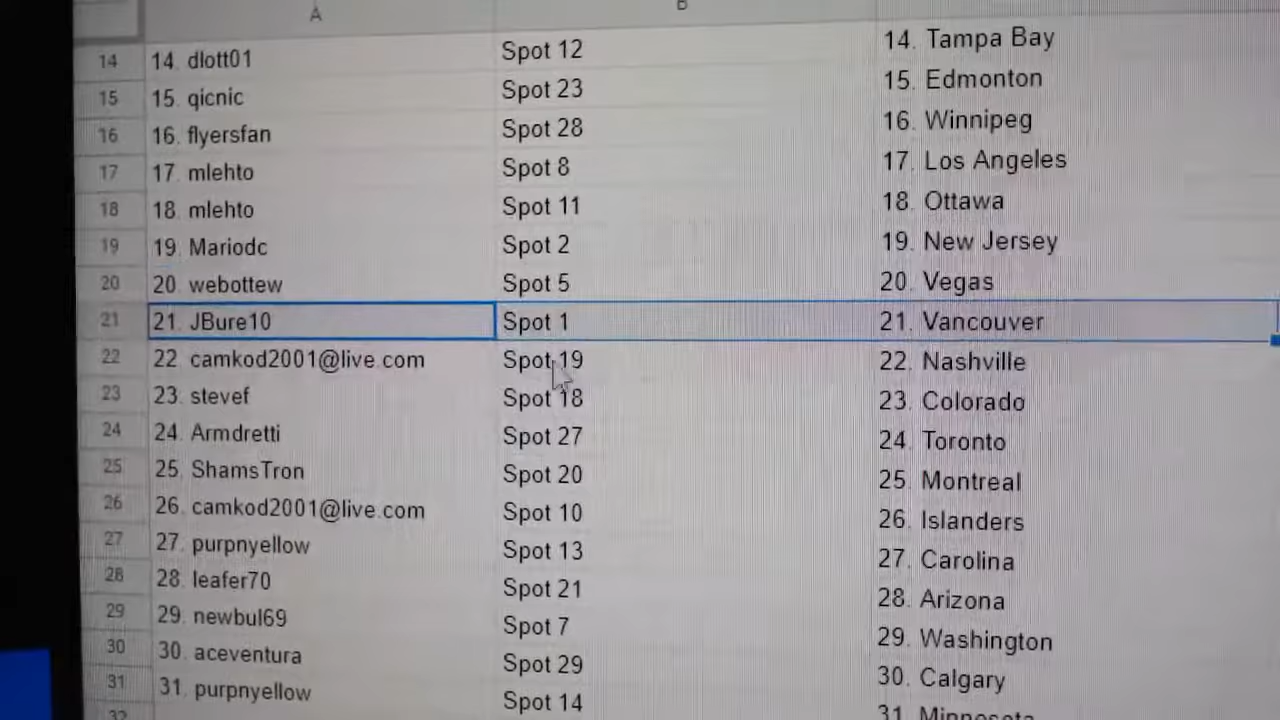 A B
14 14. dlott01 Spot 12 14. Tampa Bay
15 15. qicnic Spot 23 15. Edmonton
16 16. flyersfan Spot 28 16. Winnipeg
17 17. mlehto Spot 8 17. Los Angeles
18 18. mlehto Spot 11 18. Ottawa
19 19. Mariodc Spot 2 19. New Jersey
20 20. webottew Spot 5 20. Vegas
21 21. JBure10 Spot 1 21. Vancouver
22 22 camkod2001@live.com Spot 19 22. Nashville
23 23. stevef Spot 18 23. Colorado
24 24. Armdretti Spot 27 24. Toronto
25 25. ShamsTron Spot 20 25. Montreal
26 26. camkod2001@live.com Spot 10 26. Islanders
27 27. purpnyellow Spot 13 27. Carolina
28 28. leafer70 Spot 21 28. Arizona
29 29. newbul69 Spot 7 29. Washington
30 30. aceventura Spot 29 30. Calgary
31 31. purpnyellow Spot 14 31. Minnesota
32